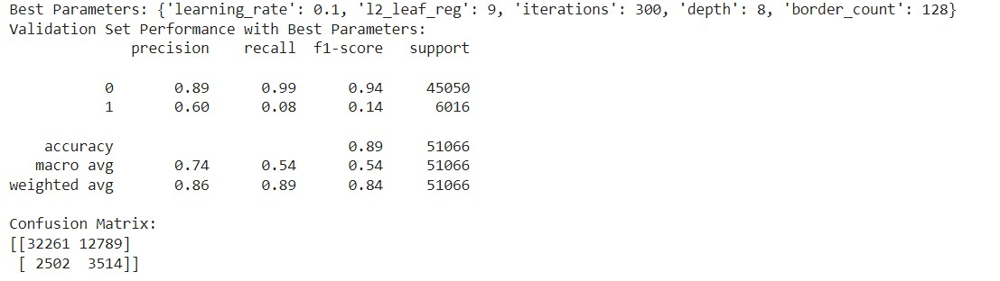 Best Parameters: {'learning_rate': 0.1, 'l2_leaf_reg': 9, 'iterations': 300, 'depth': 8, 'border_count': 128}
Validation Set Performance with Best Parameters:
              precision    recall  f1-score   support

           0       0.89      0.99      0.94     45050
           1       0.60      0.08      0.14      6016

    accuracy                           0.89     51066
   macro avg       0.74      0.54      0.54     51066
weighted avg       0.86      0.89      0.84     51066

Confusion Matrix:
[[32261 12789]
 [ 2502  3514]]